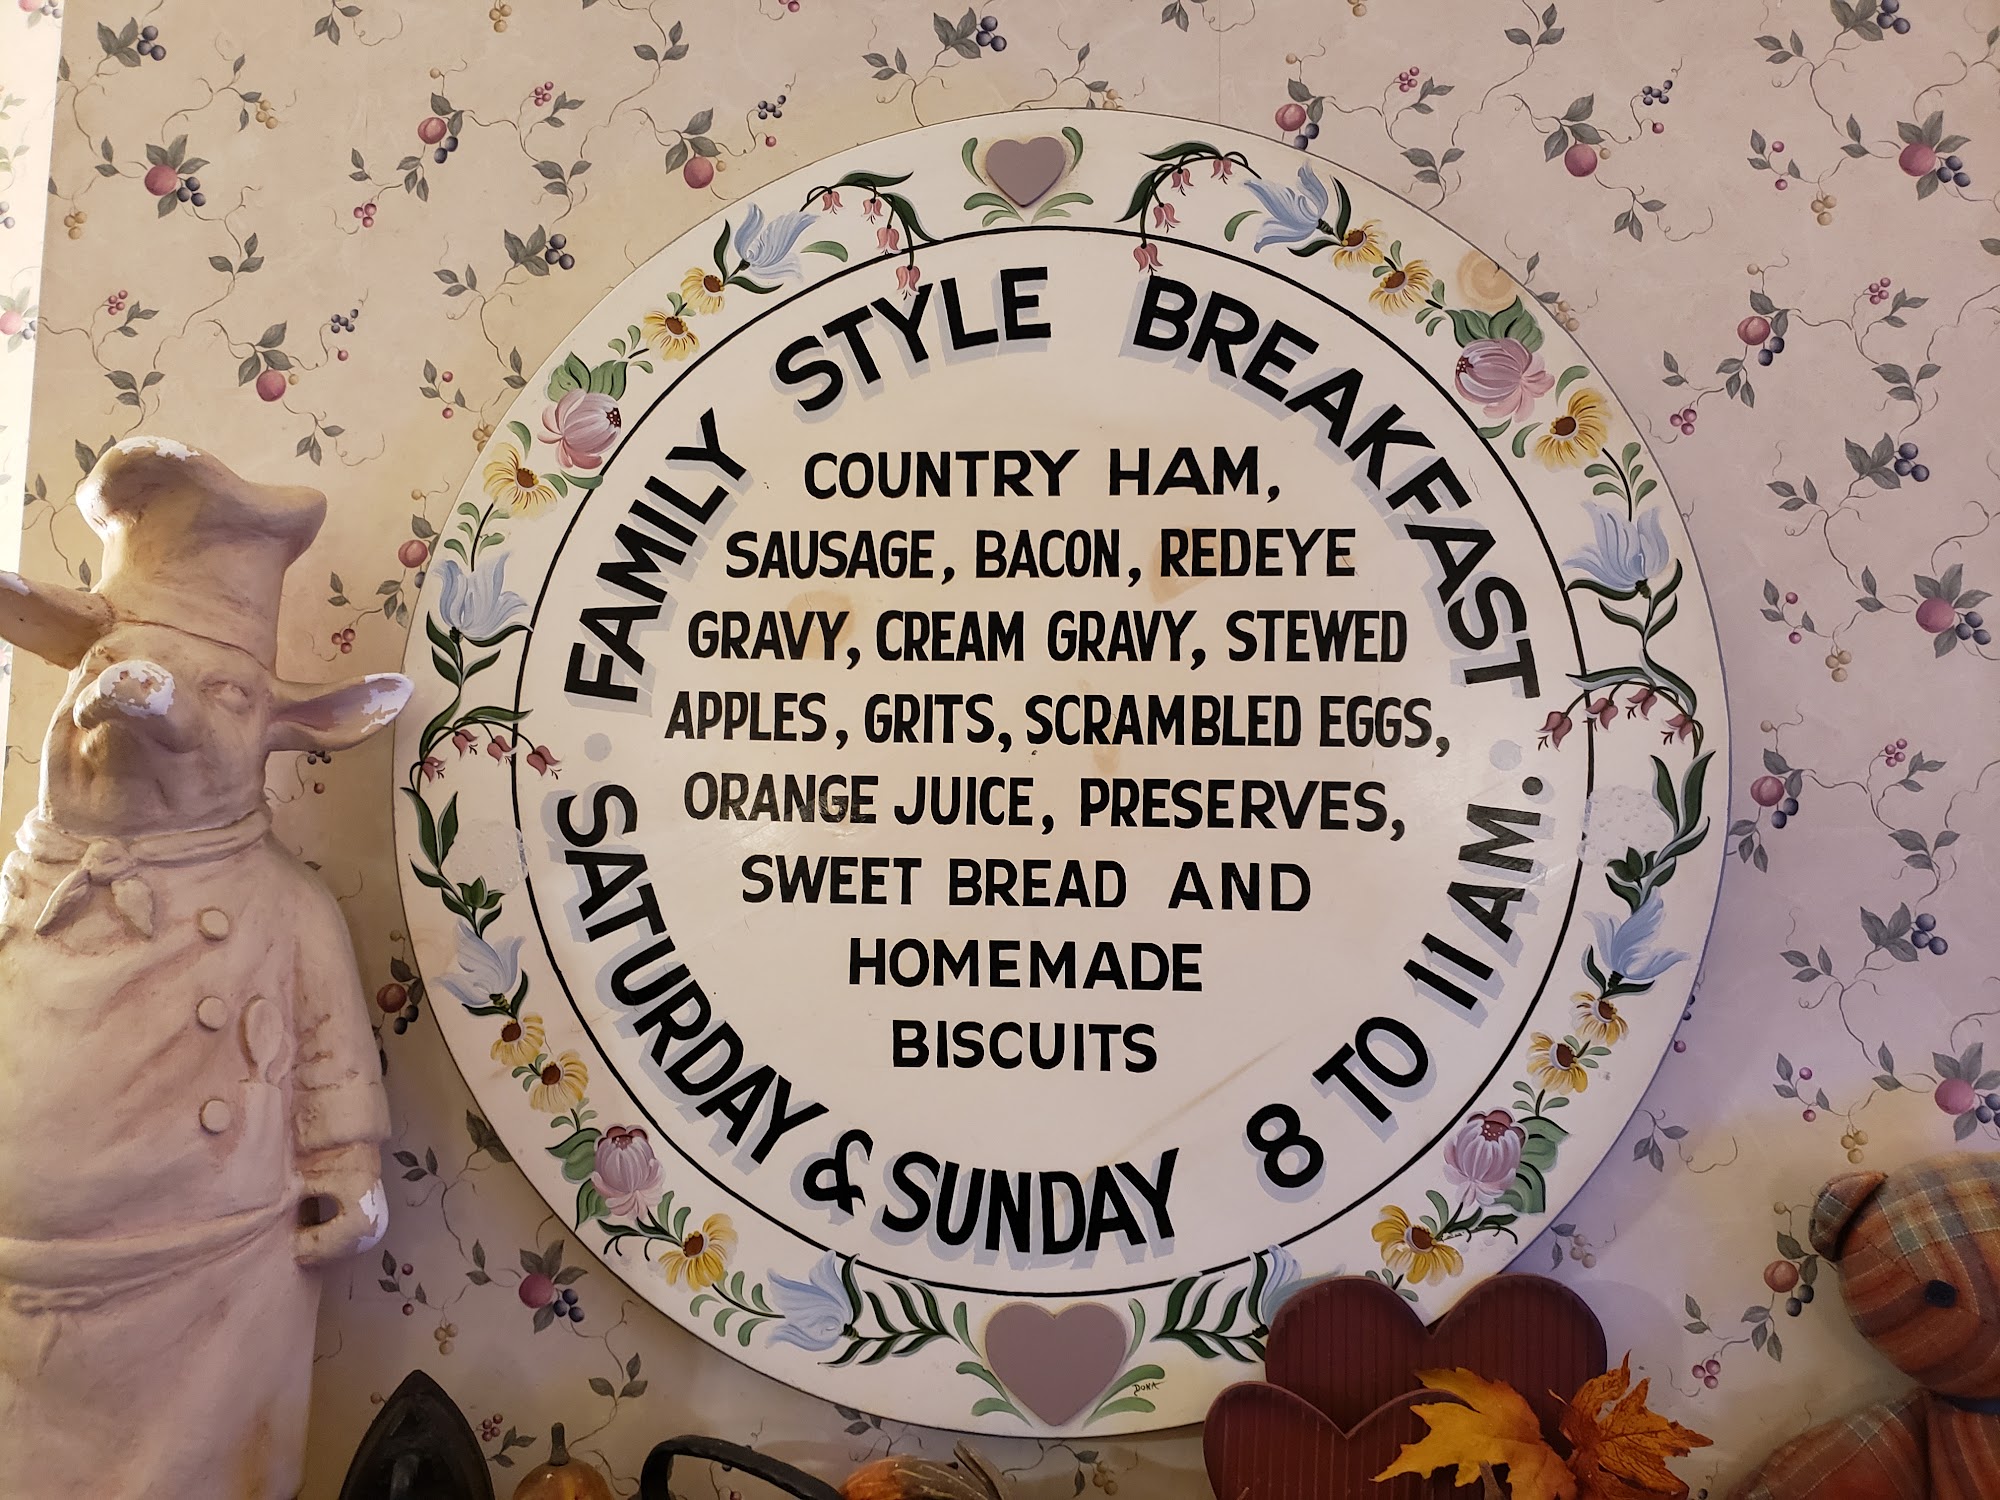 FAMILY STYLE BREAKFAST
COUNTRY HAM,
SAUSAGE, BACON, REDEYE
GRAVY, CREAM GRAVY, STEWED
APPLES, GRITS, SCRAMBLED EGGS,
ORANGE JUICE, PRESERVES,
SWEET BREAD AND
HOMEMADE
BISCUITS
SATURDAY & SUNDAY 8 TO 11 AM.
DONA